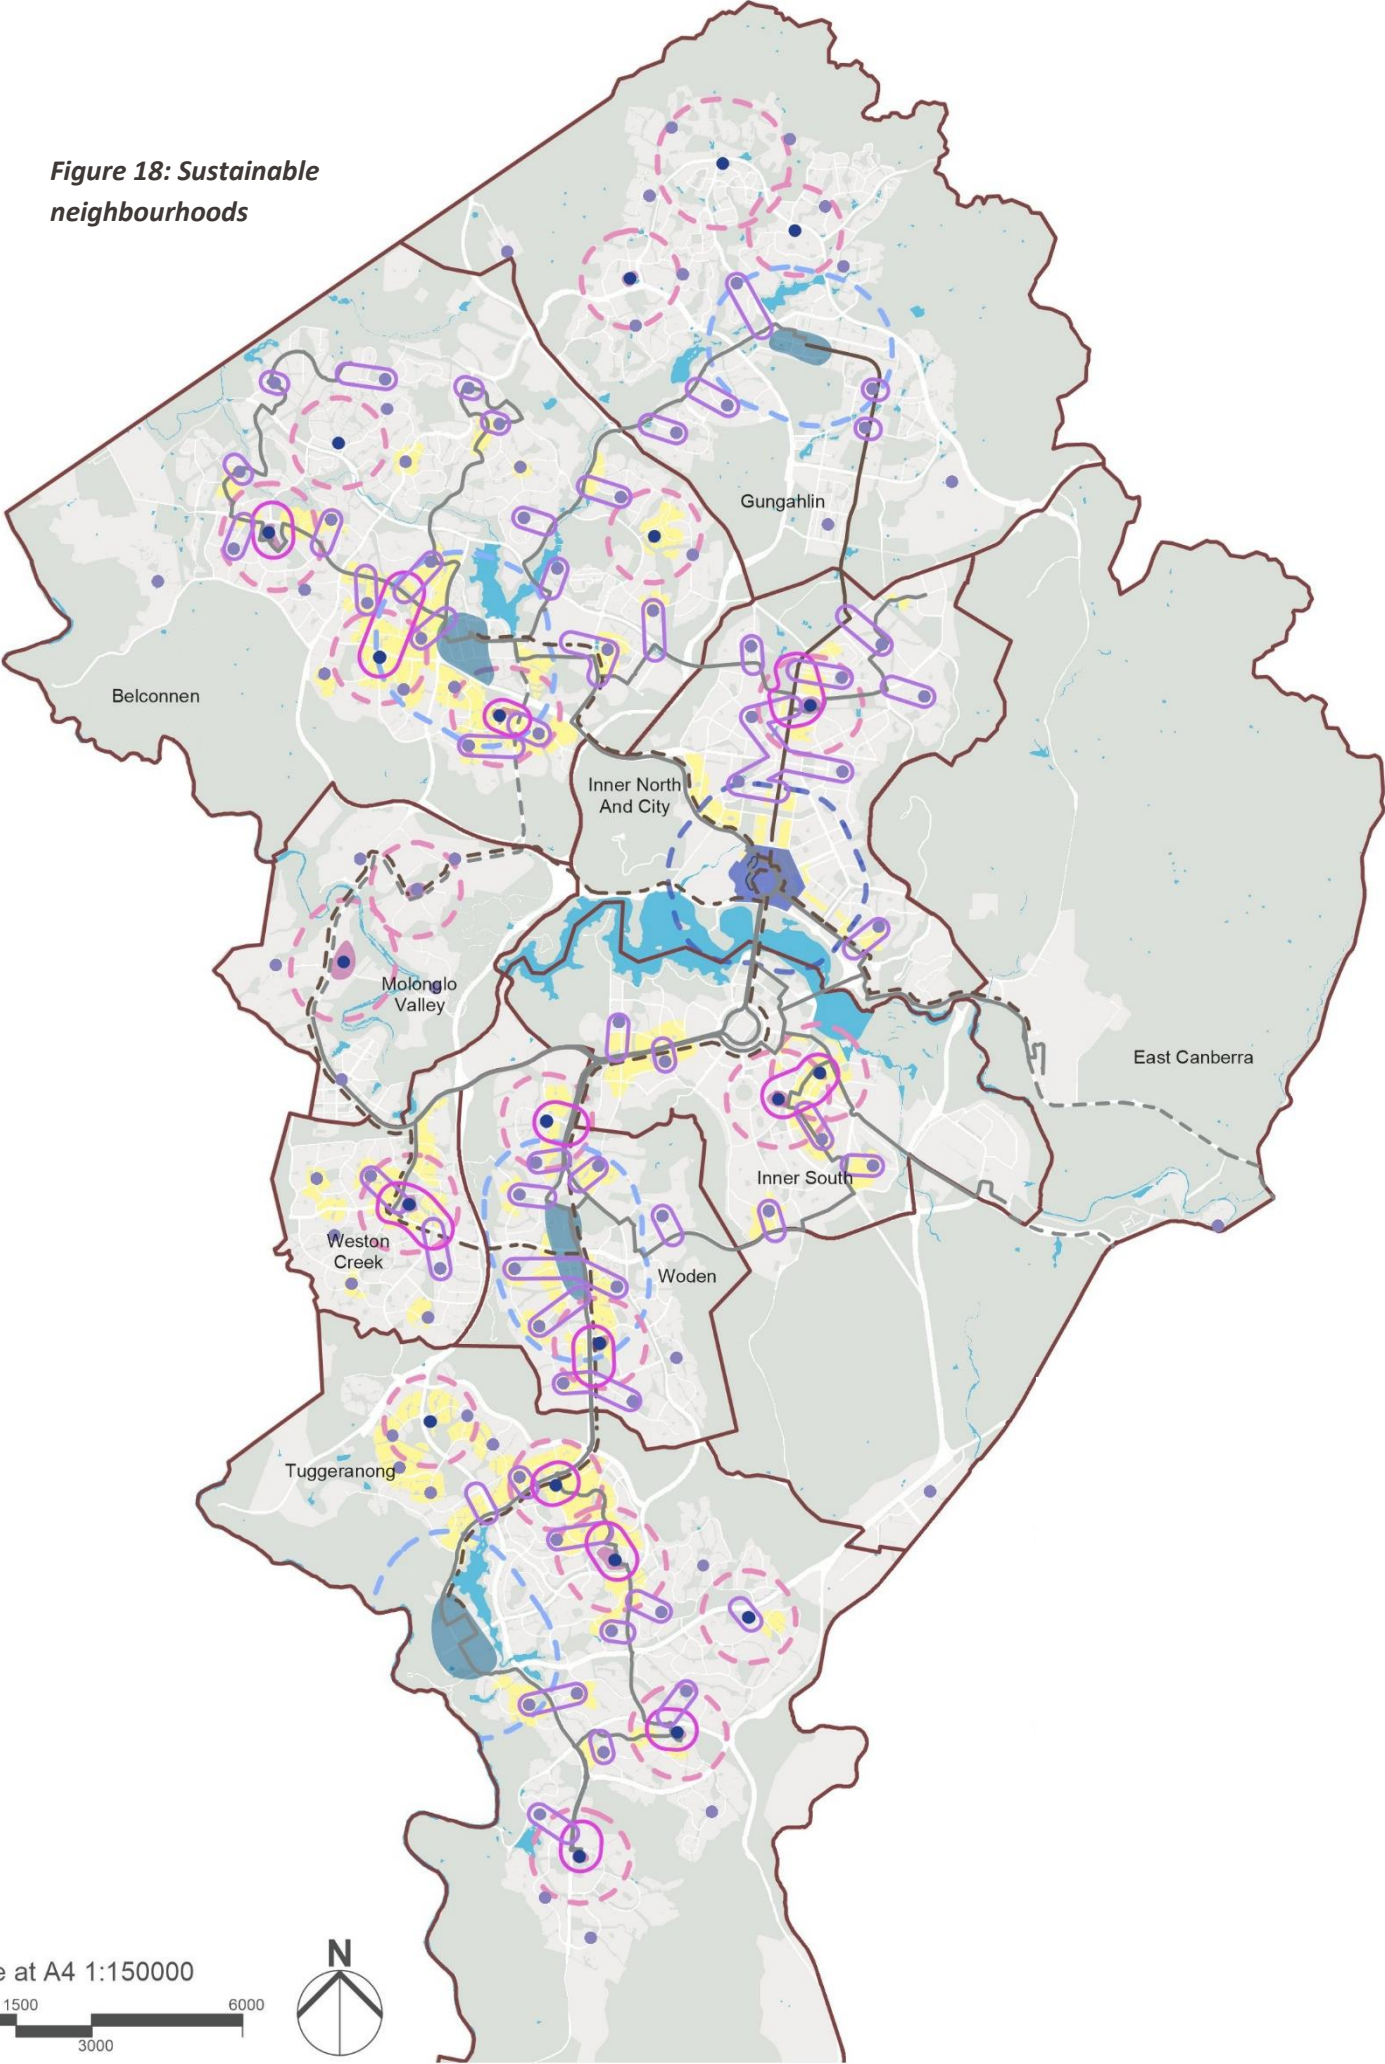 Figure 18: Sustainable
neighbourhoods
Gungahlin
Belconnen
Inner North
And City
Molonglo
Valley
East Canberra
Inner South
Weston
Creek
Woden
Tuggeranong
N
e at A4 1:150000
1500
6000
3000